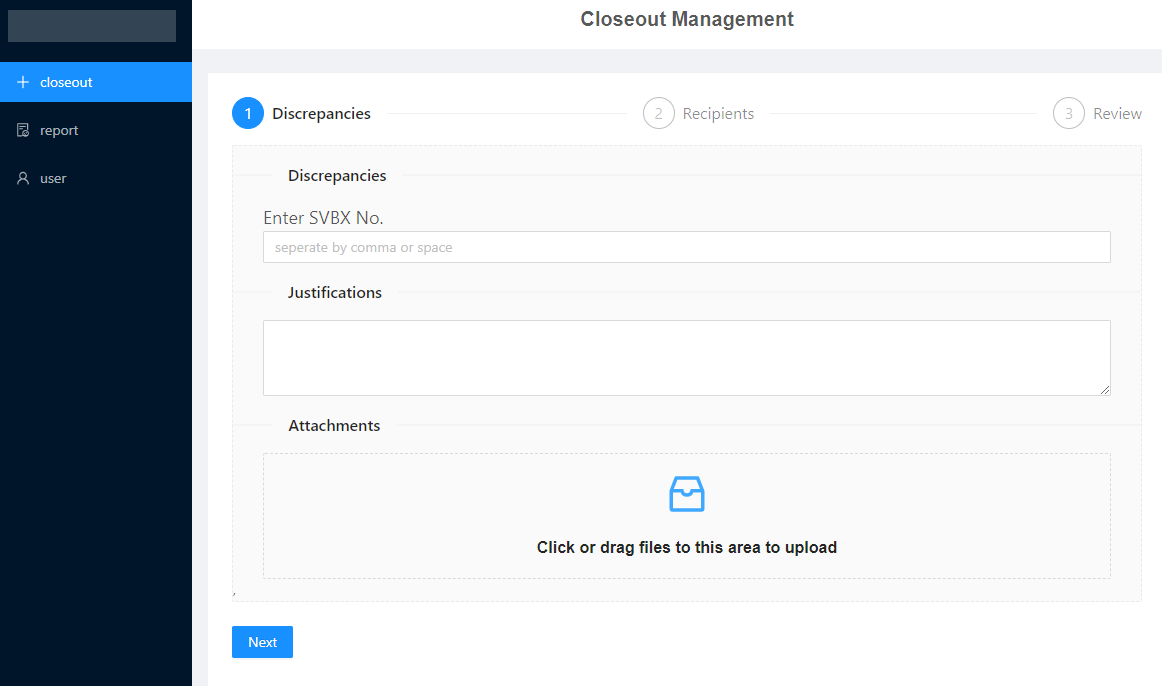 Closeout Management
closeout
report
user
1 Discrepancies
2 Recipients
3 Review
Discrepancies
Enter SVBX No.
seperate by comma or space
Justifications
Attachments
Click or drag files to this area to upload
,
Next